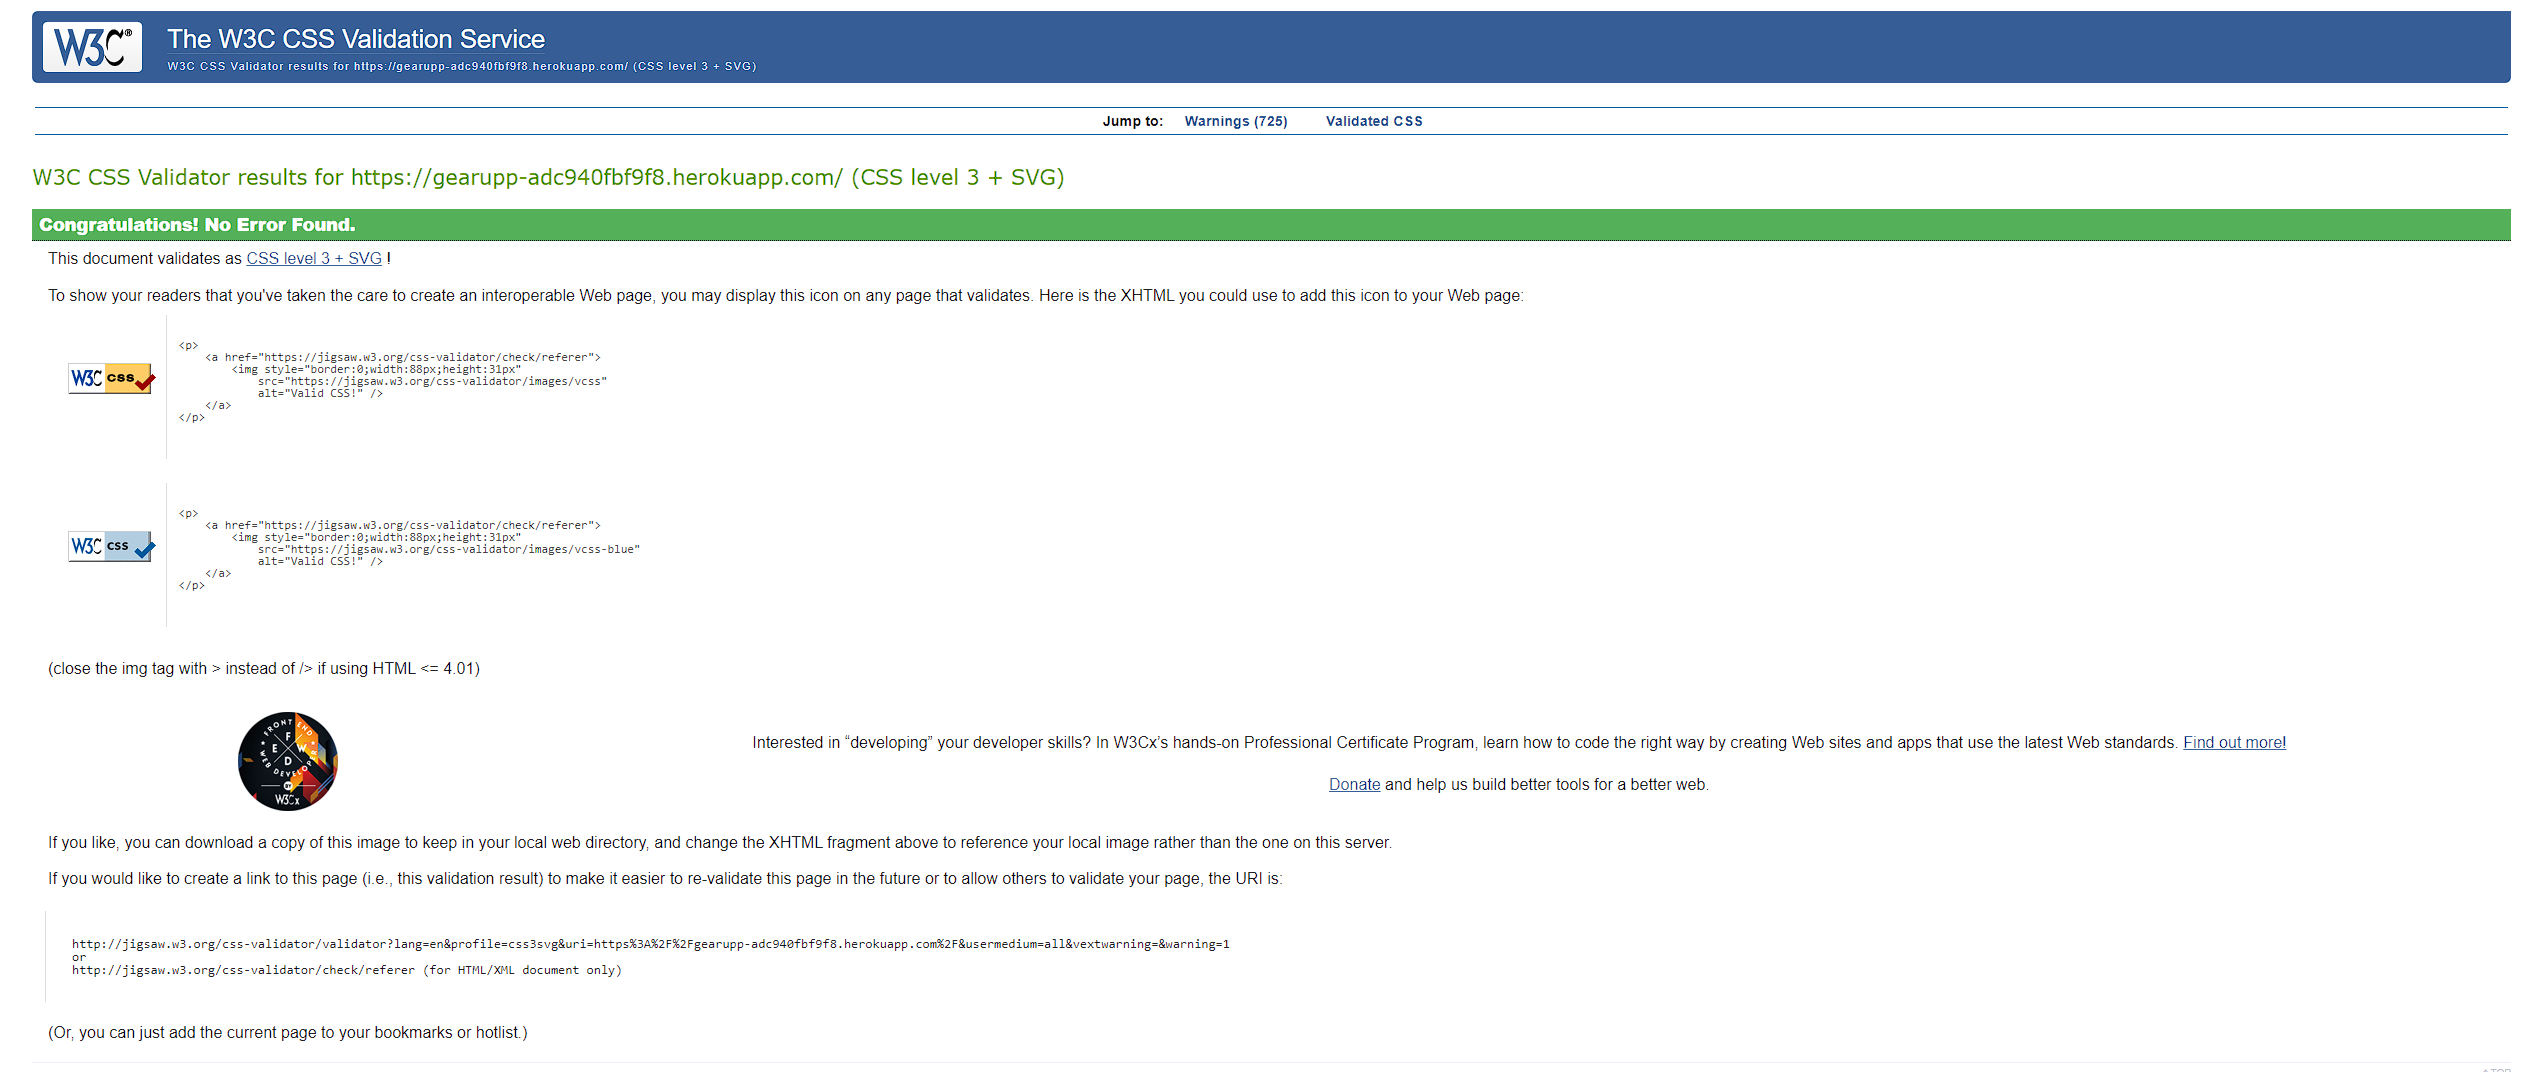 W3C®
The W3C CSS Validation Service
W3C CSS Validator results for https://gearupp-adc940fbf9f8.herokuapp.com/ (CSS level 3 + SVG)
Jump to: Warnings (725) Validated CSS
W3C CSS Validator results for https://gearupp-adc940fbf9f8.herokuapp.com/ (CSS level 3 + SVG)
Congratulations! No Error Found.
This document validates as CSS level 3 + SVG !
To show your readers that you've taken the care to create an interoperable Web page, you may display this icon on any page that validates. Here is the XHTML you could use to add this icon to your Web page:
W3C css
<p>
    <a href="https://jigsaw.w3.org/css-validator/check/referer">
        <img style="border:0;width:88px;height:31px"
            src="https://jigsaw.w3.org/css-validator/images/vcss"
            alt="Valid CSS!" />
    </a>
</p>
W3C css
<p>
    <a href="https://jigsaw.w3.org/css-validator/check/referer">
        <img style="border:0;width:88px;height:31px"
            src="https://jigsaw.w3.org/css-validator/images/vcss-blue"
            alt="Valid CSS!" />
    </a>
</p>
(close the img tag with > instead of /> if using HTML <= 4.01)
FRONT END
F E W D
WEB DEVELOPER
BY
W3Cx
Interested in “developing” your developer skills? In W3Cx’s hands-on Professional Certificate Program, learn how to code the right way by creating Web sites and apps that use the latest Web standards. Find out more!
Donate and help us build better tools for a better web.
If you like, you can download a copy of this image to keep in your local web directory, and change the XHTML fragment above to reference your local image rather than the one on this server.
If you would like to create a link to this page (i.e., this validation result) to make it easier to re-validate this page in the future or to allow others to validate your page, the URI is:
http://jigsaw.w3.org/css-validator/validator?lang=en&profile=css3svg&uri=https%3A%2F%2Fgearupp-adc940fbf9f8.herokuapp.com%2F&usermedium=all&vextwarning=&warning=1
or
http://jigsaw.w3.org/css-validator/check/referer (for HTML/XML document only)
(Or, you can just add the current page to your bookmarks or hotlist.)